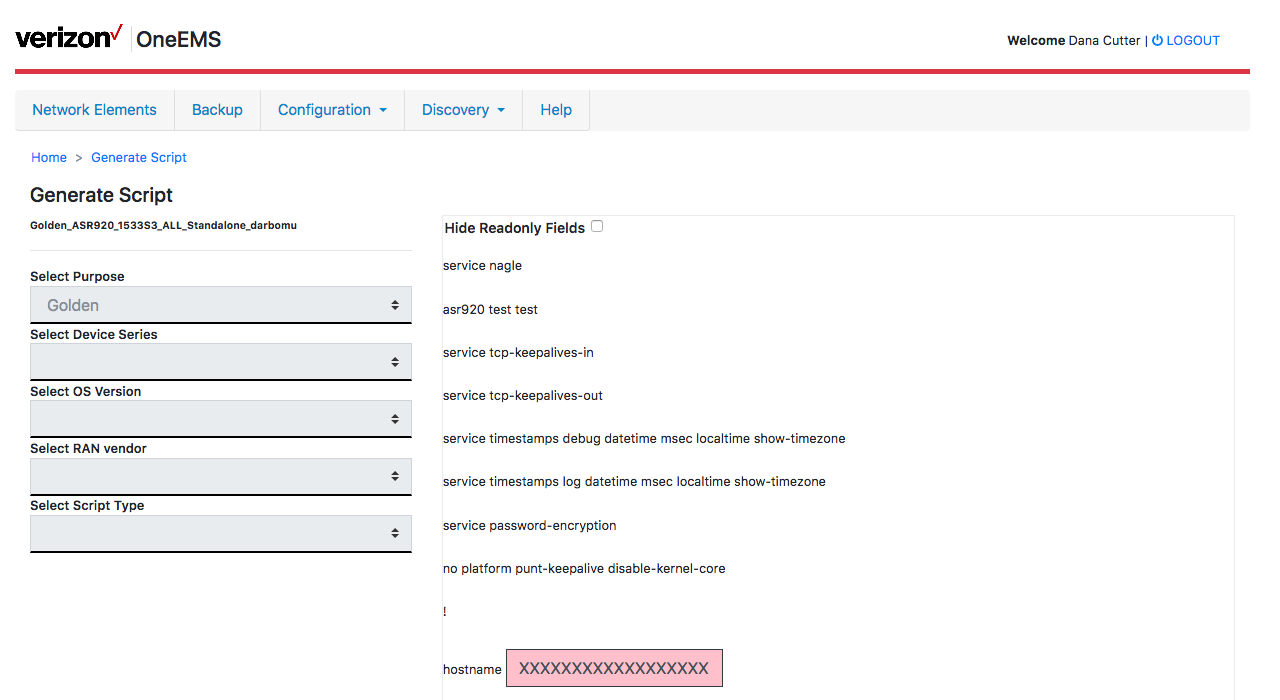 verizon OneEMS
Welcome Dana Cutter | LOGOUT
Network Elements Backup Configuration Discovery Help
Home > Generate Script
Generate Script
Golden_ASR920_1533S3_ALL_Standalone_darbomu
Select Purpose
Golden
Select Device Series
Select OS Version
Select RAN vendor
Select Script Type
Hide Readonly Fields
service nagle
asr920 test test
service tcp-keepalives-in
service tcp-keepalives-out
service timestamps debug datetime msec localtime show-timezone
service timestamps log datetime msec localtime show-timezone
service password-encryption
no platform punt-keepalive disable-kernel-core
!
hostname XXXXXXXXXXXXXXXXXX